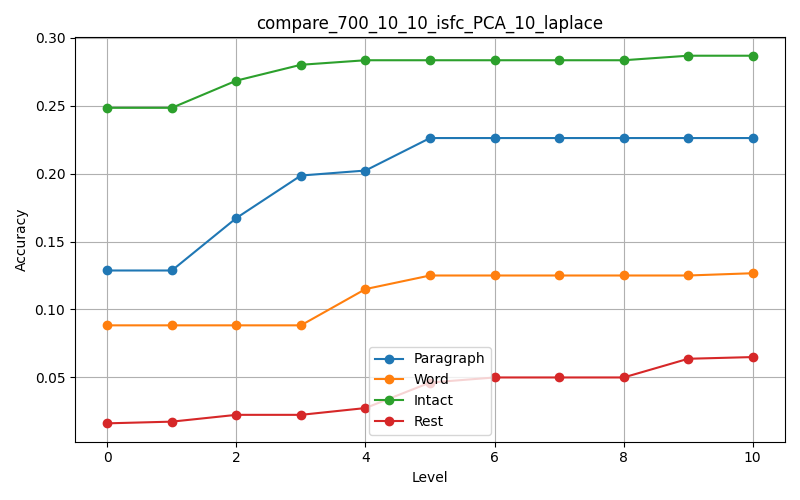 compare_700_10_10_isfc_PCA_10_laplace
0.30
0.25
0.20
0.15
0.10
0.05
Accuracy
0 2 4 6 8 10
Level
Paragraph
Word
Intact
Rest